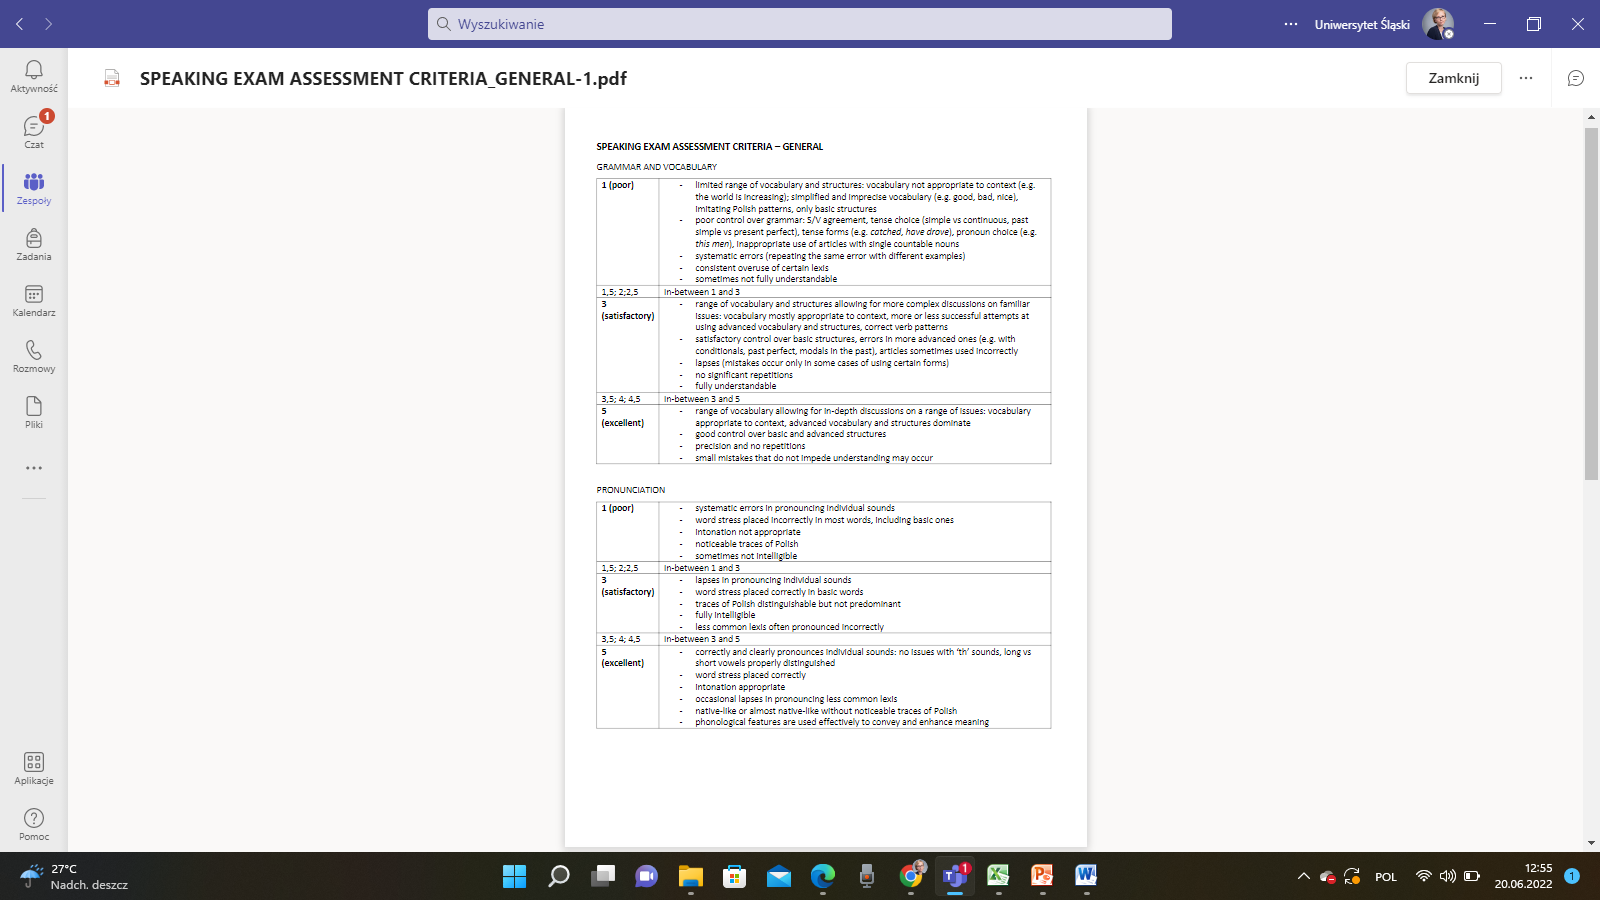 Wyszukiwanie
Uniwersytet Śląski
SPEAKING EXAM ASSESSMENT CRITERIA_GENERAL-1.pdf
Zamknij
Aktywność
1
Czat
Zespoły
Zadania
Kalendarz
Rozmowy
Pliki
Aplikacje
Pomoc
SPEAKING EXAM ASSESSMENT CRITERIA – GENERAL
GRAMMAR AND VOCABULARY
1 (poor)
- limited range of vocabulary and structures: vocabulary not appropriate to context (e.g.
the world is increasing); simplified and imprecise vocabulary (e.g. good, bad, nice),
imitating Polish patterns, only basic structures
- poor control over grammar: S/V agreement, tense choice (simple vs continuous, past
simple vs present perfect), tense forms (e.g. catched, have drove), pronoun choice (e.g.
this men), inappropriate use of articles with single countable nouns
- systematic errors (repeating the same error with different examples)
- consistent overuse of certain lexis
- sometimes not fully understandable
1,5; 2;2,5 in-between 1 and 3
3
(satisfactory)
- range of vocabulary and structures allowing for more complex discussions on familiar
issues: vocabulary mostly appropriate to context, more or less successful attempts at
using advanced vocabulary and structures, correct verb patterns
- satisfactory control over basic structures, errors in more advanced ones (e.g. with
conditionals, past perfect, modals in the past), articles sometimes used incorrectly
- lapses (mistakes occur only in some cases of using certain forms)
- no significant repetitions
- fully understandable
3,5; 4; 4,5 in-between 3 and 5
5
(excellent)
- range of vocabulary allowing for in-depth discussions on a range of issues: vocabulary
appropriate to context, advanced vocabulary and structures dominate
- good control over basic and advanced structures
- precision and no repetitions
- small mistakes that do not impede understanding may occur
PRONUNCIATION
1 (poor)
- systematic errors in pronouncing individual sounds
- word stress placed incorrectly in most words, including basic ones
- intonation not appropriate
- noticeable traces of Polish
- sometimes not intelligible
1,5; 2;2,5 in-between 1 and 3
3
(satisfactory)
- lapses in pronouncing individual sounds
- word stress placed correctly in basic words
- traces of Polish distinguishable but not predominant
- fully intelligible
- less common lexis often pronounced incorrectly
3,5; 4; 4,5 in-between 3 and 5
5
(excellent)
- correctly and clearly pronounces individual sounds: no issues with ‘th’ sounds, long vs
short vowels properly distinguished
- word stress placed correctly
- intonation appropriate
- occasional lapses in pronouncing less common lexis
- native-like or almost native-like without noticeable traces of Polish
- phonological features are used effectively to convey and enhance meaning
27°C
Nadch. deszcz
1
POL
12:55
20.06.2022
1